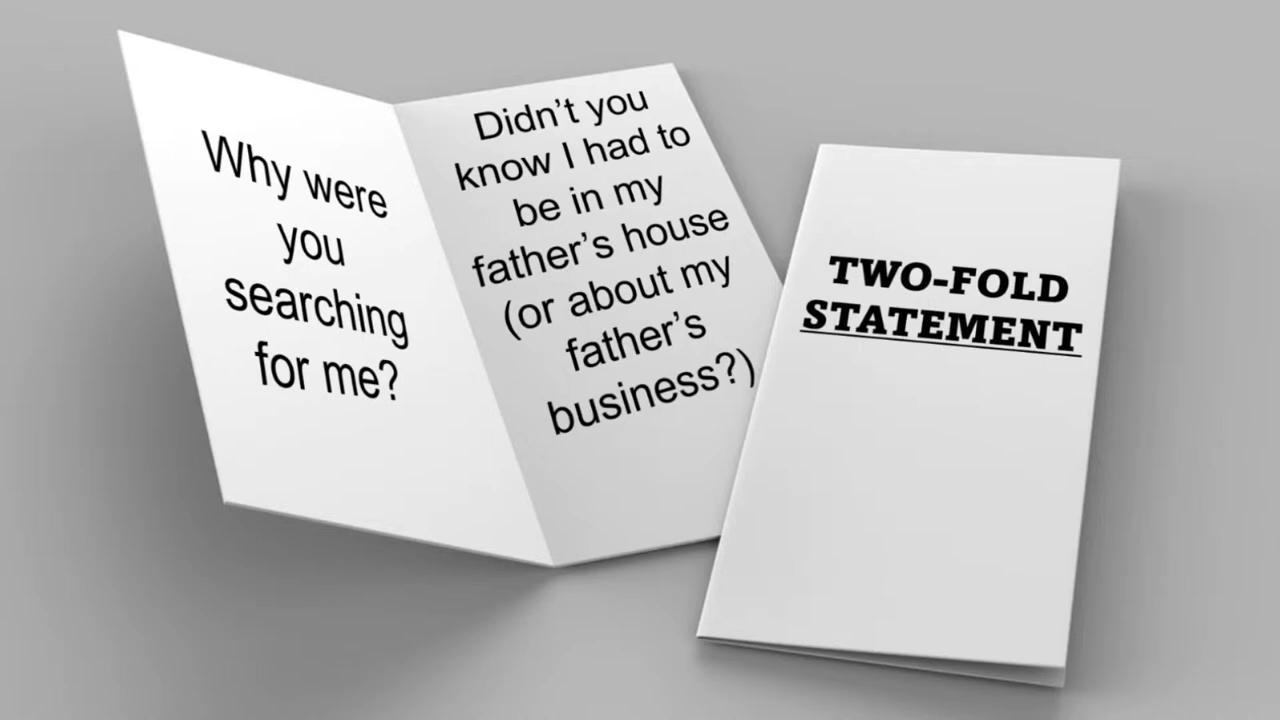 Why were
you
searching
for me?
Didn’t you
know I had to
be in my
father’s house
(or about my
father’s
business?)
TWO-FOLD
STATEMENT